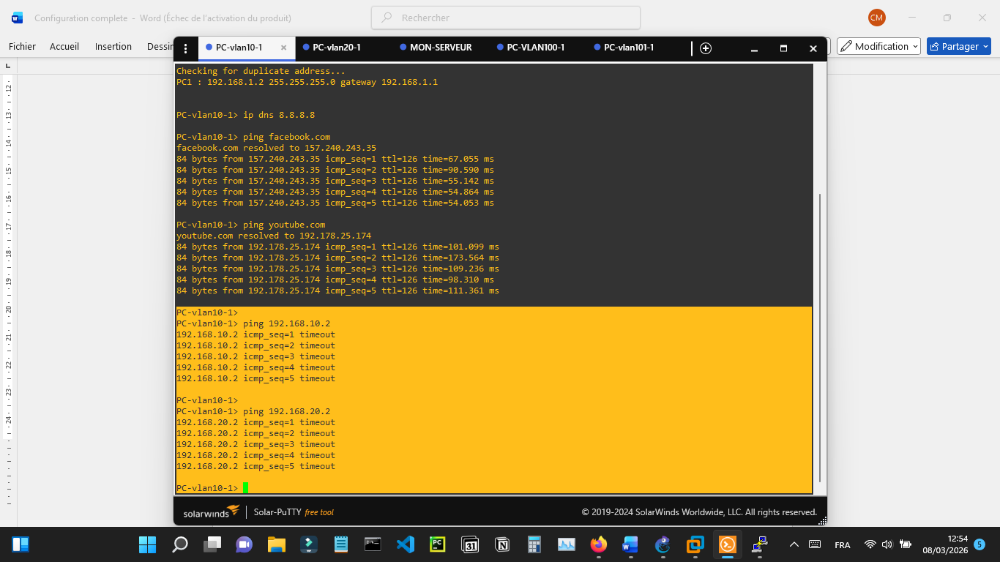 Configuration complete - Word (Échec de l'activation du produit)
Rechercher
CM
Fichier
Accueil
Insertion
Dessin
Modification
Partager
PC-vlan10-1
PC-vlan20-1
MON-SERVEUR
PC-VLAN100-1
PC-vlan101-1
Checking for duplicate address...
PC1 : 192.168.1.2 255.255.255.0 gateway 192.168.1.1
PC-vlan10-1> ip dns 8.8.8.8
PC-vlan10-1> ping facebook.com
facebook.com resolved to 157.240.243.35
84 bytes from 157.240.243.35 icmp_seq=1 ttl=126 time=67.055 ms
84 bytes from 157.240.243.35 icmp_seq=2 ttl=126 time=90.590 ms
84 bytes from 157.240.243.35 icmp_seq=3 ttl=126 time=55.142 ms
84 bytes from 157.240.243.35 icmp_seq=4 ttl=126 time=54.864 ms
84 bytes from 157.240.243.35 icmp_seq=5 ttl=126 time=54.053 ms
PC-vlan10-1> ping youtube.com
youtube.com resolved to 192.178.25.174
84 bytes from 192.178.25.174 icmp_seq=1 ttl=126 time=101.099 ms
84 bytes from 192.178.25.174 icmp_seq=2 ttl=126 time=173.564 ms
84 bytes from 192.178.25.174 icmp_seq=3 ttl=126 time=109.236 ms
84 bytes from 192.178.25.174 icmp_seq=4 ttl=126 time=98.310 ms
84 bytes from 192.178.25.174 icmp_seq=5 ttl=126 time=111.361 ms
PC-vlan10-1>
PC-vlan10-1> ping 192.168.10.2
192.168.10.2 icmp_seq=1 timeout
192.168.10.2 icmp_seq=2 timeout
192.168.10.2 icmp_seq=3 timeout
192.168.10.2 icmp_seq=4 timeout
192.168.10.2 icmp_seq=5 timeout
PC-vlan10-1>
PC-vlan10-1> ping 192.168.20.2
192.168.20.2 icmp_seq=1 timeout
192.168.20.2 icmp_seq=2 timeout
192.168.20.2 icmp_seq=3 timeout
192.168.20.2 icmp_seq=4 timeout
192.168.20.2 icmp_seq=5 timeout
PC-vlan10-1>
solarwinds
Solar-PuTTY free tool
© 2019-2024 SolarWinds Worldwide, LLC. All rights reserved.
12
13
14
15
16
17
18
19
20
21
22
23
24
PC
31
FRA
12:54
08/03/2026
5